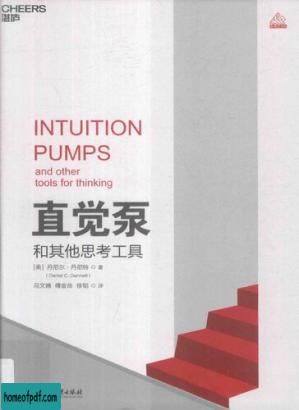 CHEERS
湛庐
INTUITION
PUMPS
and other
tools for thinking
直觉泵
和其他思考工具
[美] 丹尼尔·丹尼特 ◎ 著
(Daniel C. Dennett)
冯文婧 傅金岳 徐韬 ◎ 译
homeofpdf.com